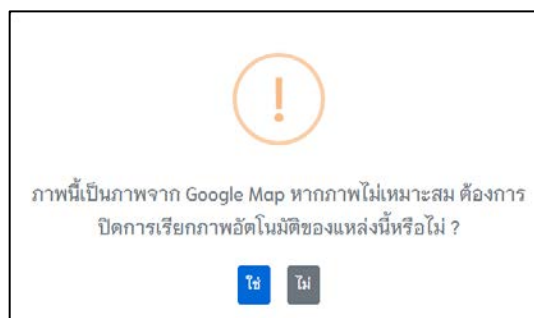 ภาพนี้เป็นภาพจาก Google Map หากภาพไม่เหมาะสม ต้องการ
ปิดการเรียกภาพอัตโนมัติของแหล่งนี้หรือไม่ ?
ใช่ ไม่